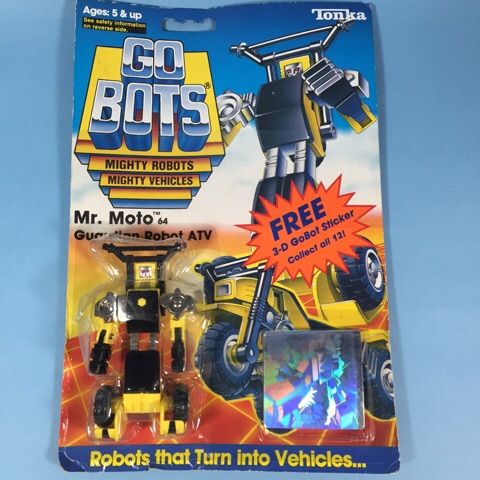 Ages: 5 & up
See safety information
on reverse side.
Tonka
GO
BOTS®
MIGHTY ROBOTS
MIGHTY VEHICLES
Mr. Moto™ 64
Guardian Robot ATV
FREE
3-D GoBot Sticker
Collect all 12!
Robots that Turn into Vehicles...